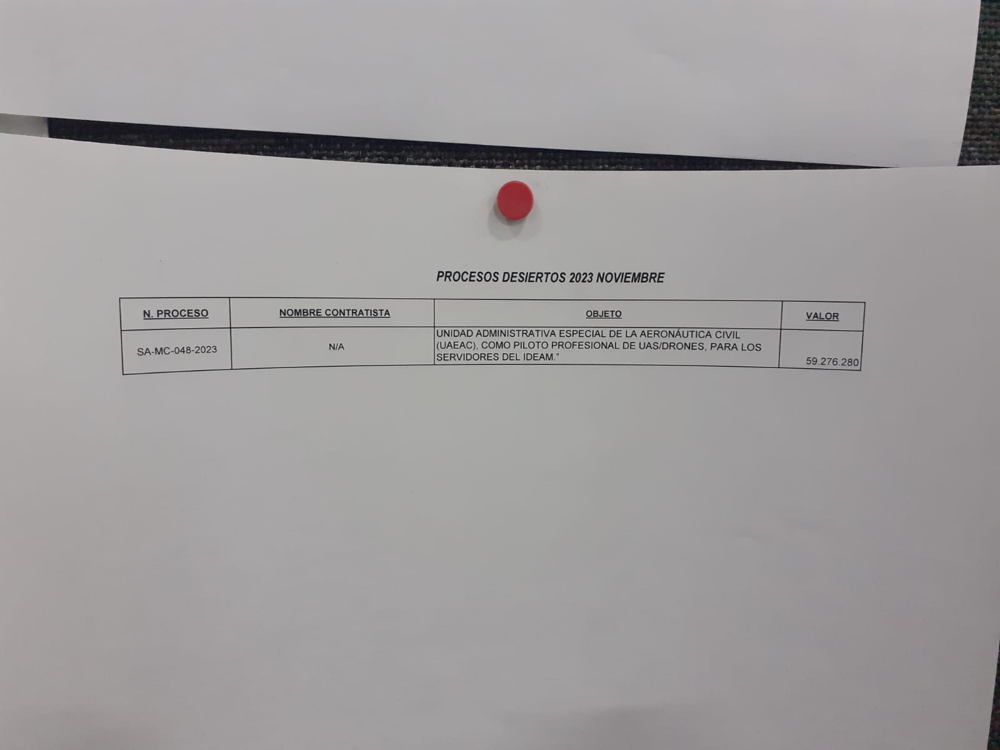 PROCESOS DESIERTOS 2023 NOVIEMBRE
N. PROCESO NOMBRE CONTRATISTA OBJETO VALOR
SA-MC-048-2023
N/A
UNIDAD ADMINISTRATIVA ESPECIAL DE LA AERONÁUTICA CIVIL
(UAEAC), COMO PILOTO PROFESIONAL DE UAS/DRONES, PARA LOS
SERVIDORES DEL IDEAM."
59.276.280